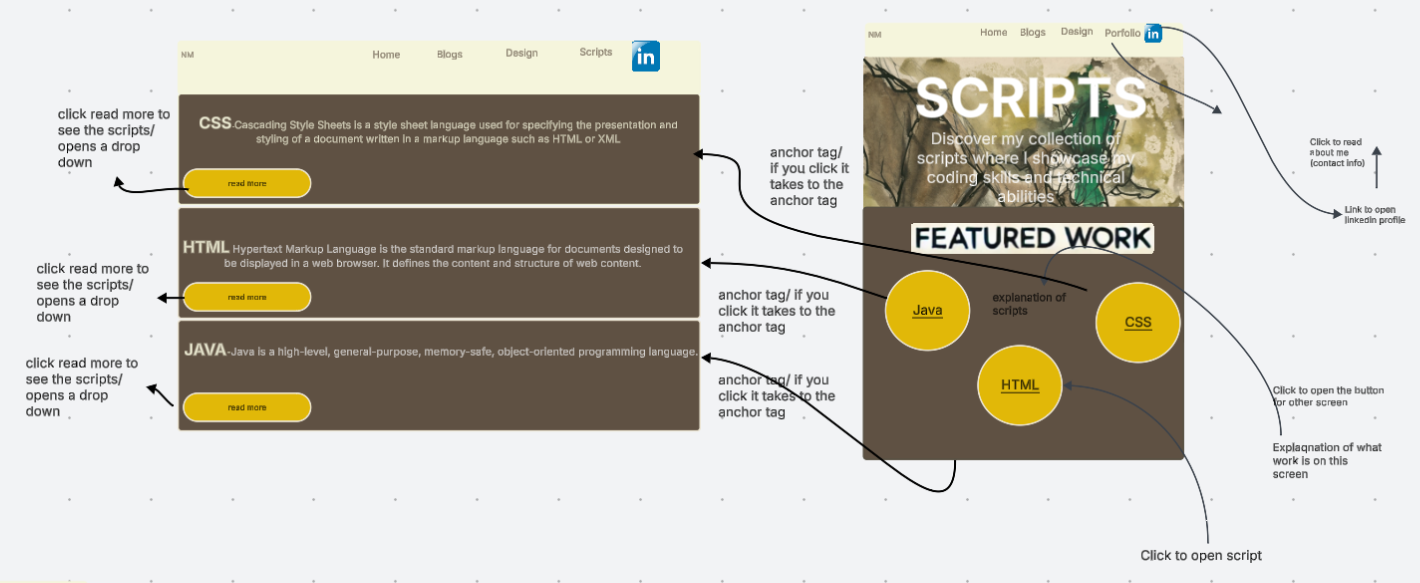 NM
Home
Blogs
Design
Scripts
in
click read more to
see the scripts/
opens a drop
down
CSS-Cascading Style Sheets is a style sheet language used for specifying the presentation and
styling of a document written in a markup language such as HTML or XML
read more
click read more to
see the scripts/
opens a drop
down
HTML Hypertext Markup Language is the standard markup language for documents designed to
be displayed in a web browser. It defines the content and structure of web content.
read more
click read more to
see the scripts/
opens a drop
down
JAVA-Java is a high-level, general-purpose, memory-safe, object-oriented programming language.
read more
anchor tag/
if you click it
takes to the
anchor tag
anchor tag/ if you
click it takes to the
anchor tag
anchor tag/ if you
click it takes to the
anchor tag
NM
Home
Blogs
Design
Porfolio
in
SCRIPTS
Discover my collection of
scripts where I showcase my
coding skills and technical
abilities
FEATURED WORK
Java
explanation of
scripts
CSS
HTML
Click to read
about me
(contact info)
Link to open
linkedin profile
Click to open the button
for other screen
Explaqnation of what
work is on this
screen
Click to open script